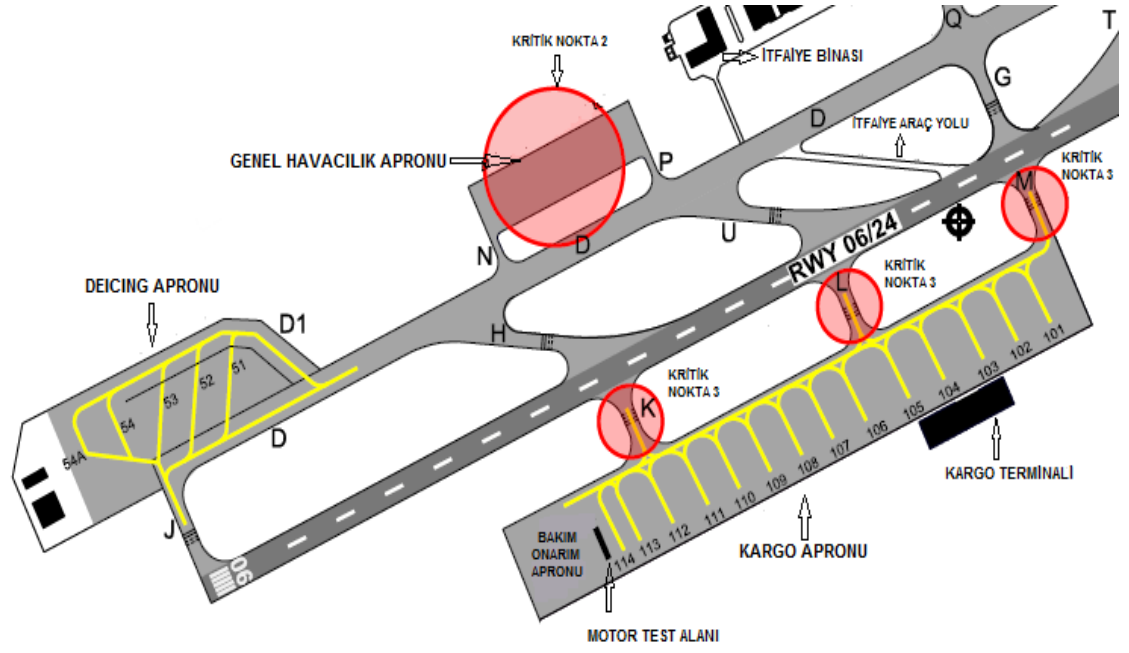 KRİTİK NOKTA 2
Q
T
İTFAİYE BİNASI
G
D
İTFAİYE ARAÇ YOLU
GENEL HAVACILIK APRONU
P
KRİTİK
NOKTA 3
M
U
D
N
RWY 06/24
KRİTİK
NOKTA 3
L
DEICING APRONU
D1
H
101
102
103
104
105
106
107
108
109
110
111
112
113
114
51
52
53
54
54A
KRİTİK
NOKTA 3
K
D
KARGO TERMİNALİ
J
BAKIM
ONARIM
APRONU
KARGO APRONU
06
MOTOR TEST ALANI